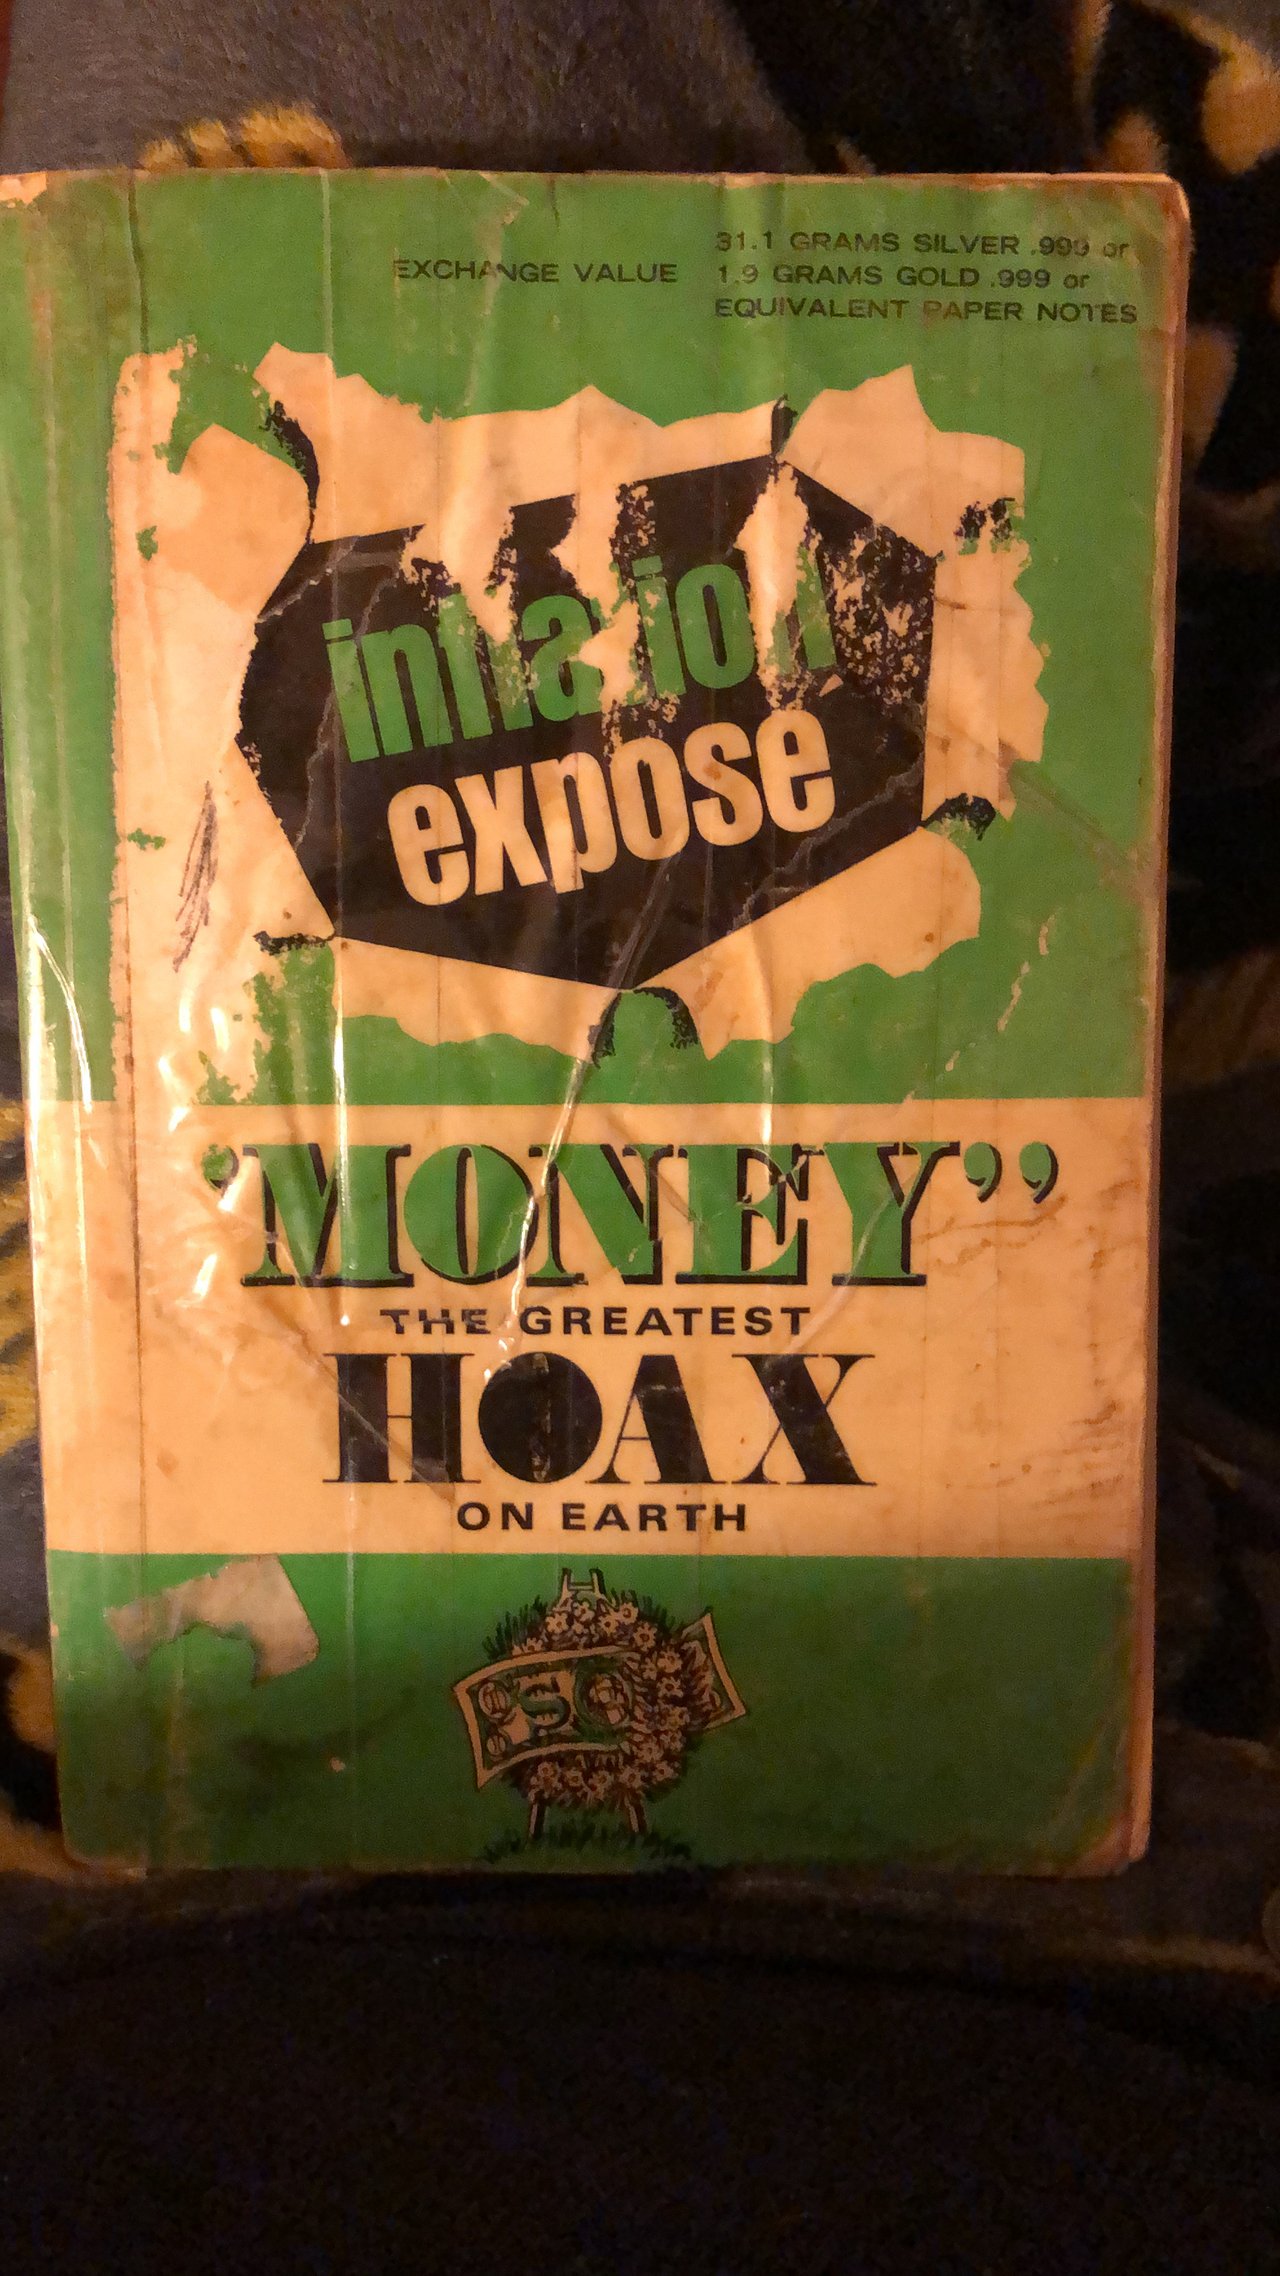 EXCHANGE VALUE
31.1 GRAMS SILVER .999 or
1.9 GRAMS GOLD .999 or
EQUIVALENT PAPER NOTES
inflation
expose
“MONEY”
THE GREATEST
HOAX
ON EARTH
$